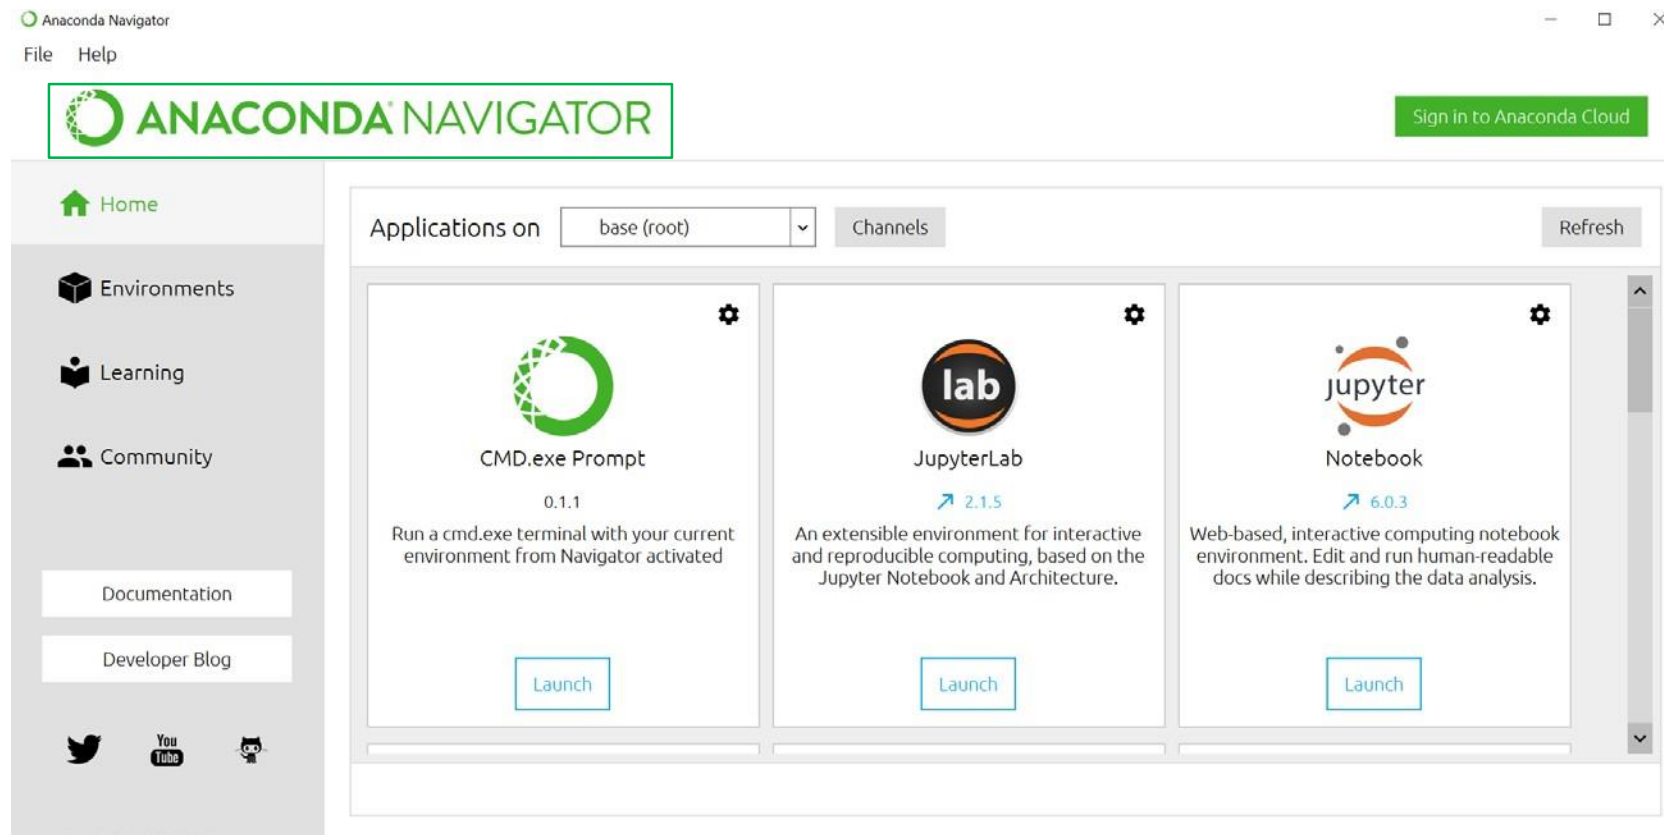 Anaconda Navigator
File Help
ANACONDA NAVIGATOR
Sign in to Anaconda Cloud
Home
Environments
Learning
Community
Documentation
Developer Blog
You
Tube
Applications on base (root) Channels Refresh
CMD.exe Prompt
0.1.1
Run a cmd.exe terminal with your current
environment from Navigator activated
Launch
lab
JupyterLab
2.1.5
An extensible environment for interactive
and reproducible computing, based on the
Jupyter Notebook and Architecture.
Launch
jupyter
Notebook
6.0.3
Web-based, interactive computing notebook
environment. Edit and run human-readable
docs while describing the data analysis.
Launch